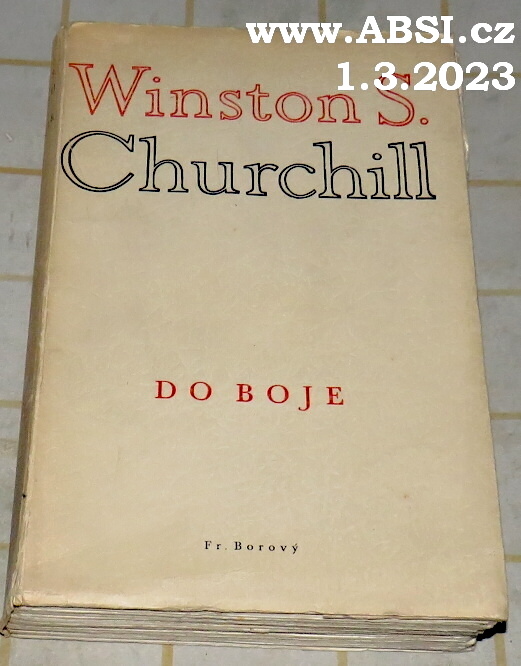 www.ABSI.cz
1.3.2023
Winston S.
Churchill
DO BOJE
Fr. Borový